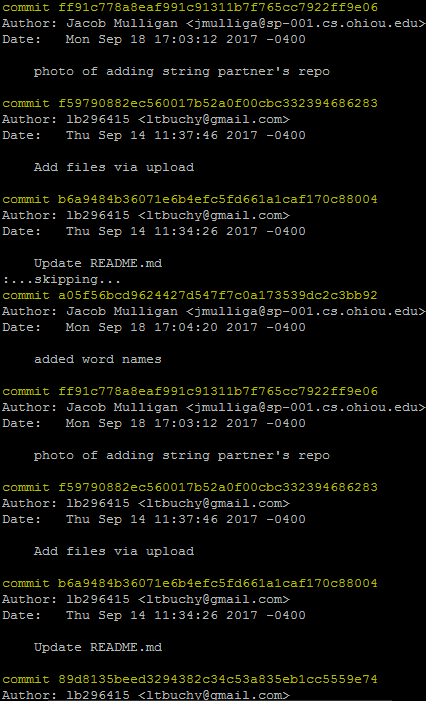 commit ff91c778a8eaf991c91311b7f765cc7922ff9e06
Author: Jacob Mulligan <jmulliga@sp-001.cs.ohiou.edu>
Date:   Mon Sep 18 17:03:12 2017 -0400
photo of adding string partner's repo
commit f59790882ec560017b52a0f00cbc332394686283
Author: lb296415 <ltbuchy@gmail.com>
Date:   Thu Sep 14 11:37:46 2017 -0400
Add files via upload
commit b6a9484b36071e6b4efc5fd661a1caf170c88004
Author: lb296415 <ltbuchy@gmail.com>
Date:   Thu Sep 14 11:34:26 2017 -0400
Update README.md
:...skipping...
commit a05f56bcd9624427d547f7c0a173539dc2c3bb92
Author: Jacob Mulligan <jmulliga@sp-001.cs.ohiou.edu>
Date:   Mon Sep 18 17:04:20 2017 -0400
added word names
commit ff91c778a8eaf991c91311b7f765cc7922ff9e06
Author: Jacob Mulligan <jmulliga@sp-001.cs.ohiou.edu>
Date:   Mon Sep 18 17:03:12 2017 -0400
photo of adding string partner's repo
commit f59790882ec560017b52a0f00cbc332394686283
Author: lb296415 <ltbuchy@gmail.com>
Date:   Thu Sep 14 11:37:46 2017 -0400
Add files via upload
commit b6a9484b36071e6b4efc5fd661a1caf170c88004
Author: lb296415 <ltbuchy@gmail.com>
Date:   Thu Sep 14 11:34:26 2017 -0400
Update README.md
commit 89d8135beed3294382c34c53a835eb1cc5559e74
Author: lb296415 <ltbuchy@gmail.com>